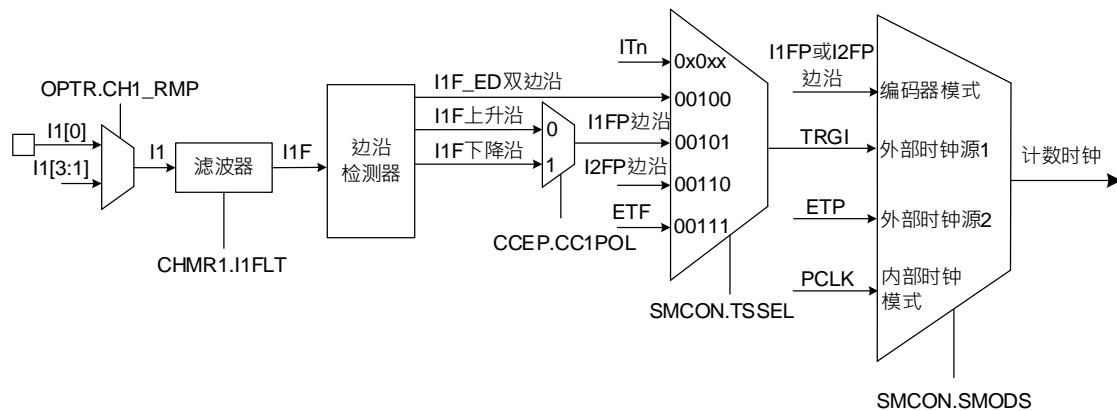 OPTR.CH1_RMP
I1[0]
I1[3:1]
I1
滤波器
CHMR1.I1FLT
I1F
边沿
检测器
I1F_ED双边沿
I1F上升沿
I1F下降沿
0
1
CCEP.CC1POL
ITn
I1FP边沿
I2FP边沿
ETF
0x0xx
00100
00101
00110
00111
SMCON.TSSEL
I1FP或I2FP
边沿
TRGI
ETP
PCLK
编码器模式
外部时钟源1
外部时钟源2
内部时钟
模式
SMCON.SMODS
计数时钟